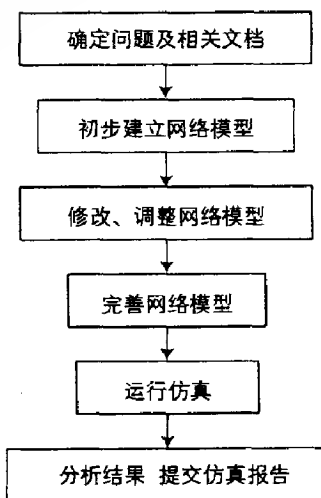 确定问题及相关文档
初步建立网络模型
修改、调整网络模型
完善网络模型
运行仿真
分析结果 提交仿真报告